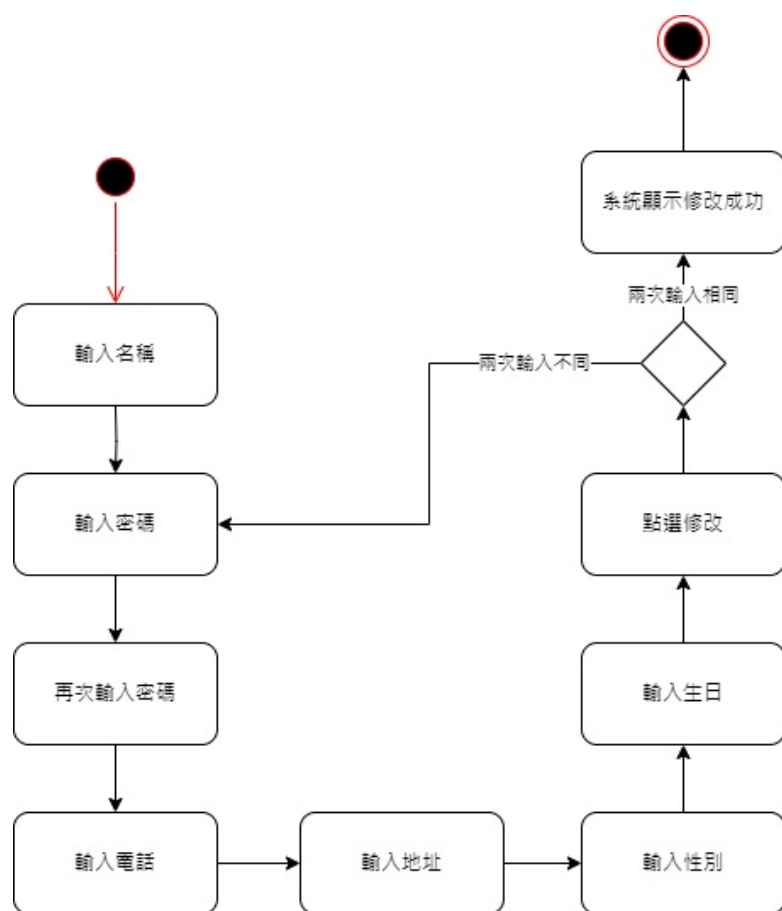 輸入名稱
輸入密碼
再次輸入密碼
輸入電話
輸入地址
輸入性別
輸入生日
點選修改
兩次輸入不同
兩次輸入相同
系統顯示修改成功